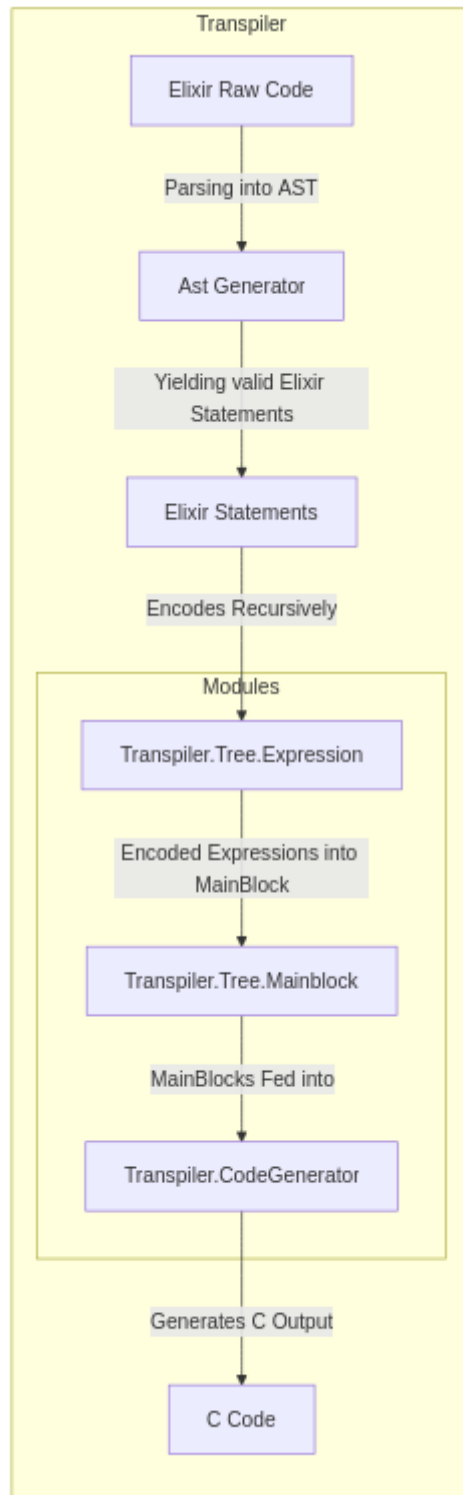 Transpiler
Elixir Raw Code
Parsing into AST
Ast Generator
Yielding valid Elixir
Statements
Elixir Statements
Encodes Recursively
Modules
Transpiler.Tree.Expression
Encoded Expressions into
MainBlock
Transpiler.Tree.Mainblock
MainBlocks Fed into
Transpiler.CodeGenerator
Generates C Output
C Code